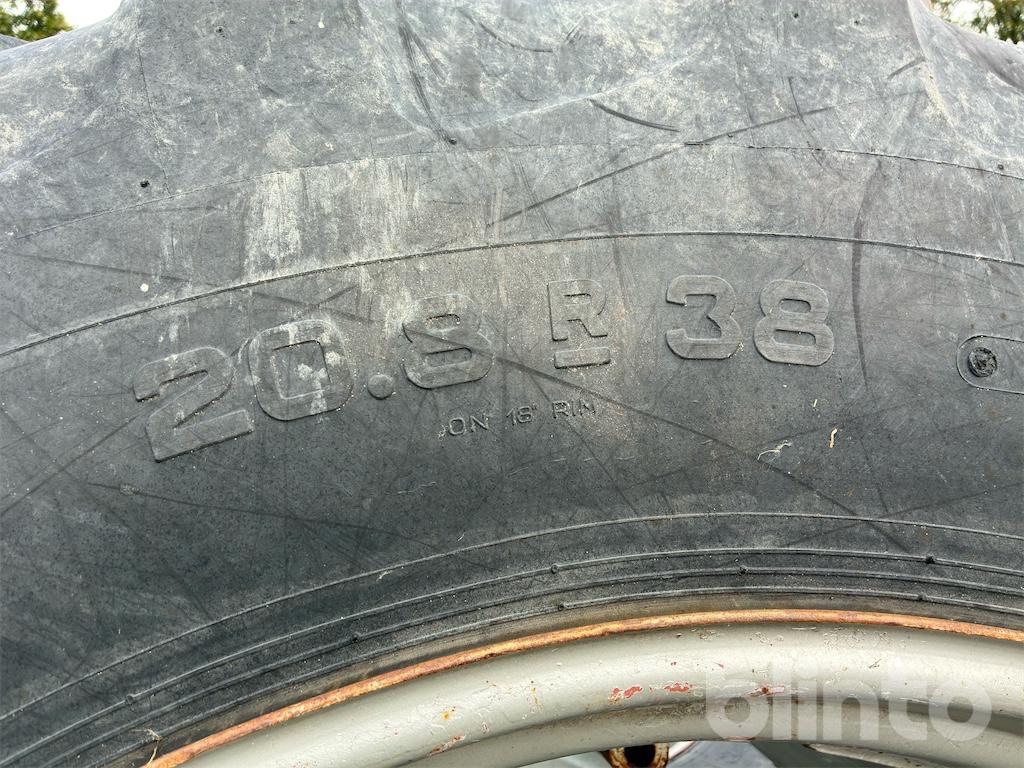 20.8 R 38
ON 18" RIM
blinto